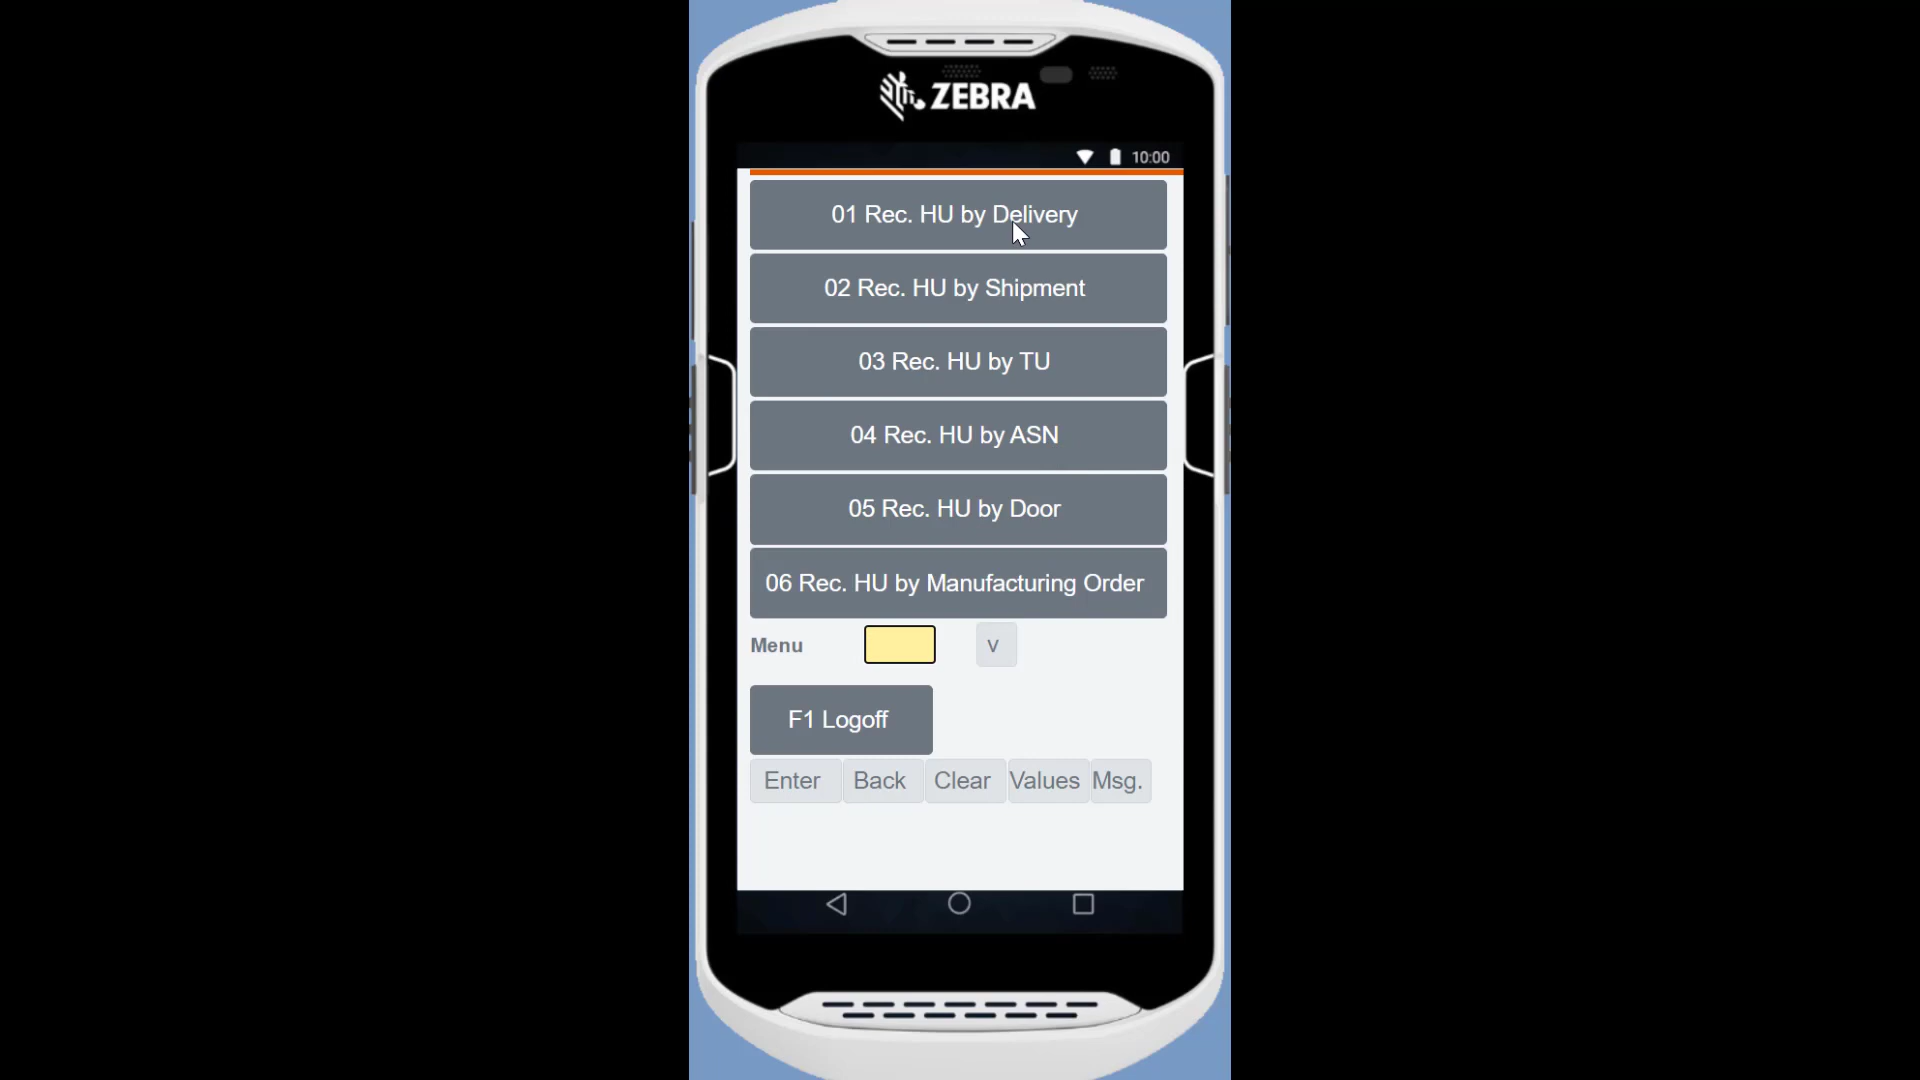 ZEBRA
10:00
01 Rec. HU by Delivery
02 Rec. HU by Shipment
03 Rec. HU by TU
04 Rec. HU by ASN
05 Rec. HU by Door
06 Rec. HU by Manufacturing Order
Menu v
F1 Logoff
Enter Back Clear Values Msg.